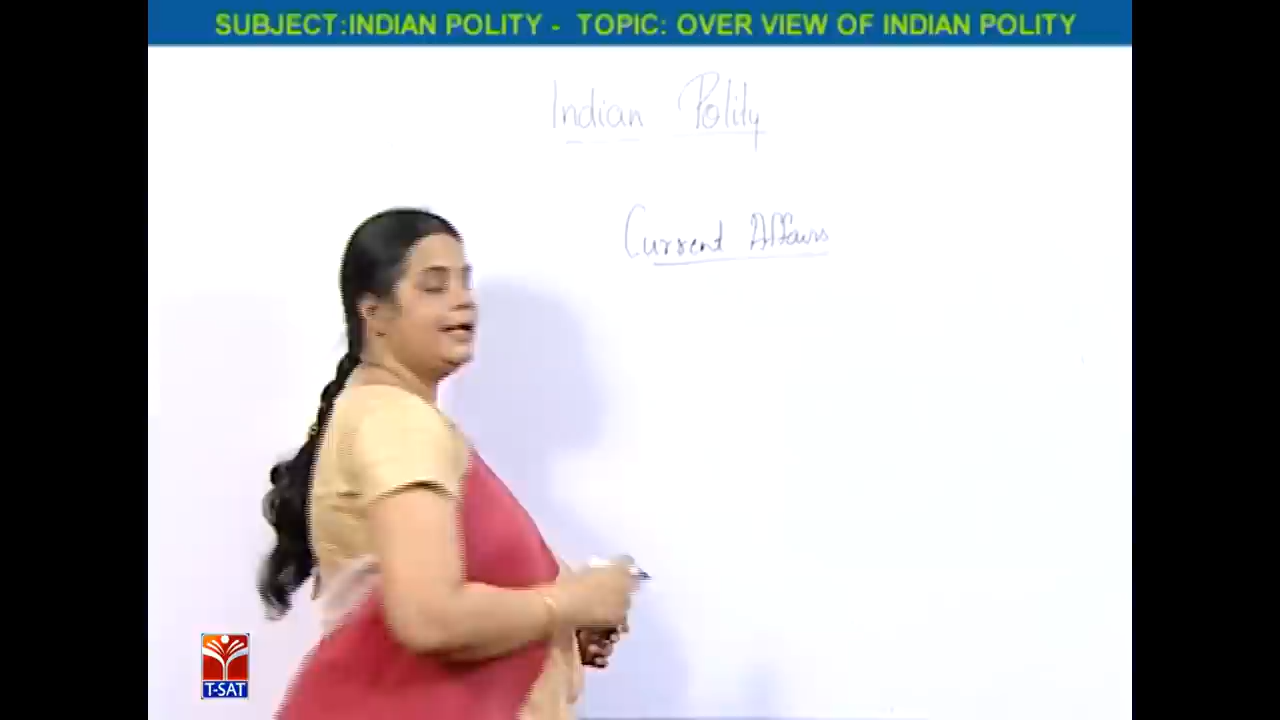 SUBJECT:INDIAN POLITY - TOPIC: OVER VIEW OF INDIAN POLITY
Indian Polity
Current Affairs
T-SAT